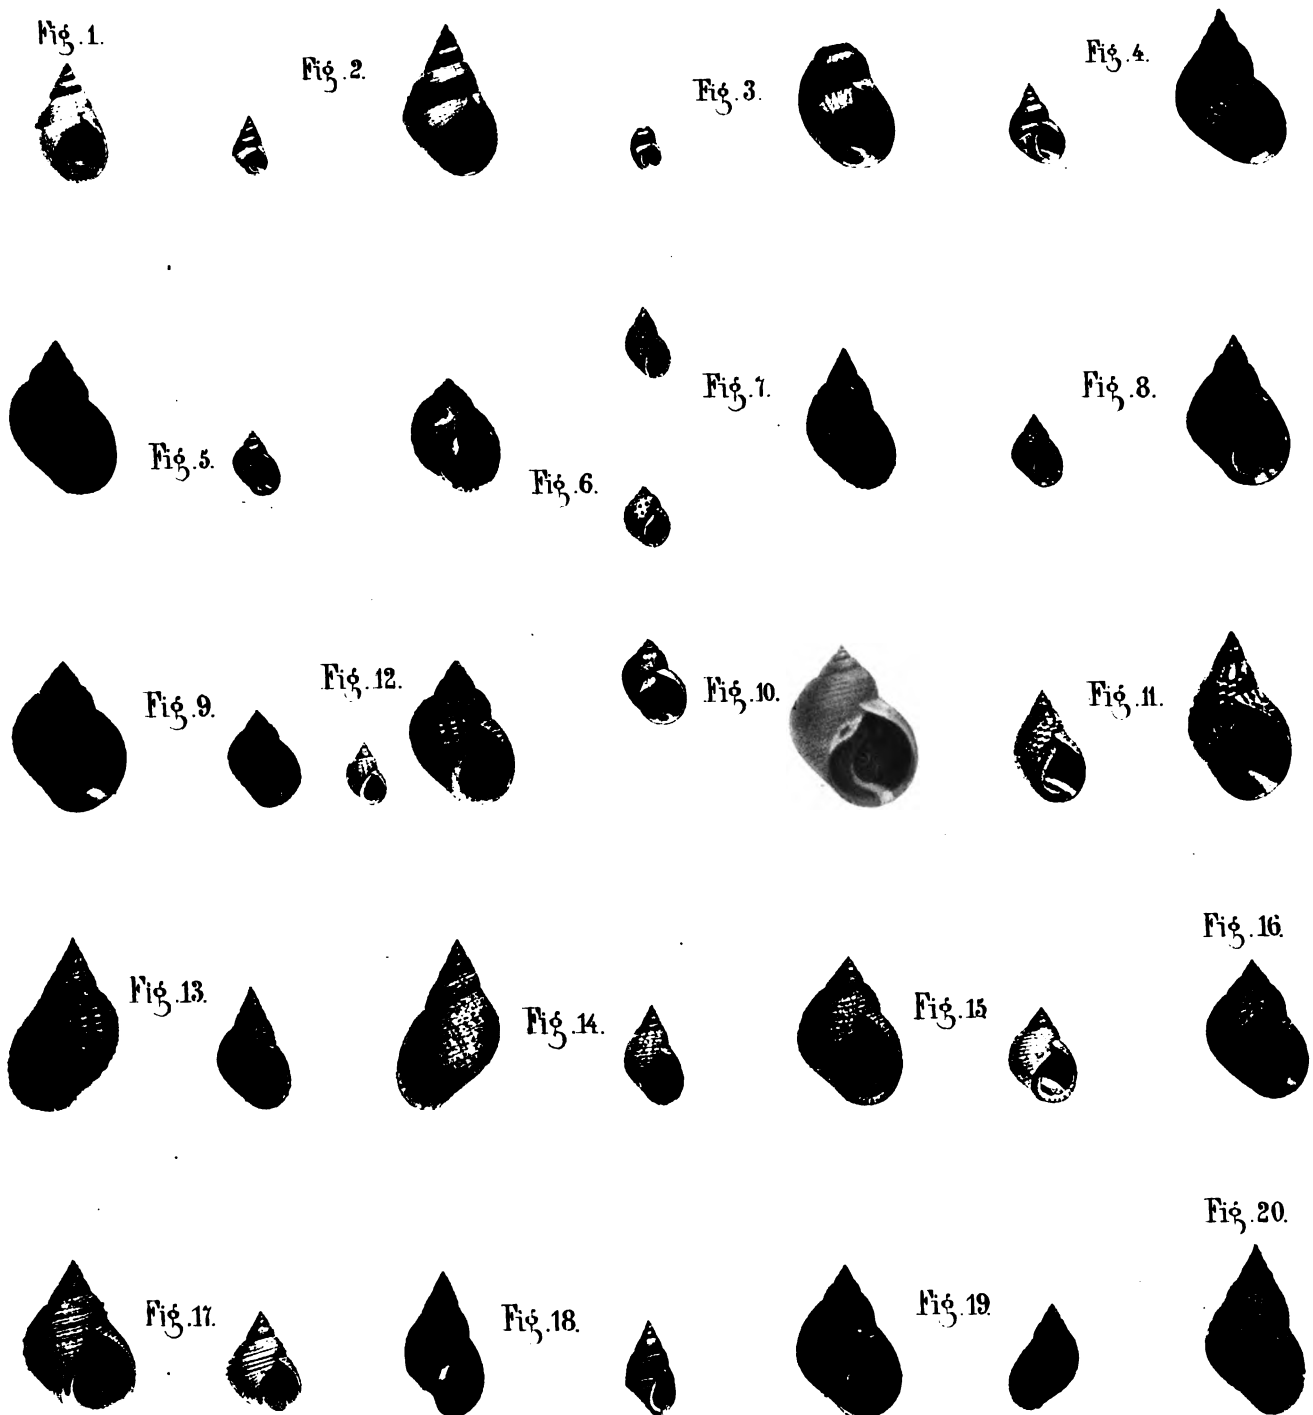 Fig. 1.
Fig. 2.
Fig. 3.
Fig. 4.
Fig. 5.
Fig. 6.
Fig. 7.
Fig. 8.
Fig. 9.
Fig. 12.
Fig. 10.
Fig. 11.
Fig. 13.
Fig. 14.
Fig. 15
Fig. 16.
Fig. 17.
Fig. 18.
Fig. 19.
Fig. 20.